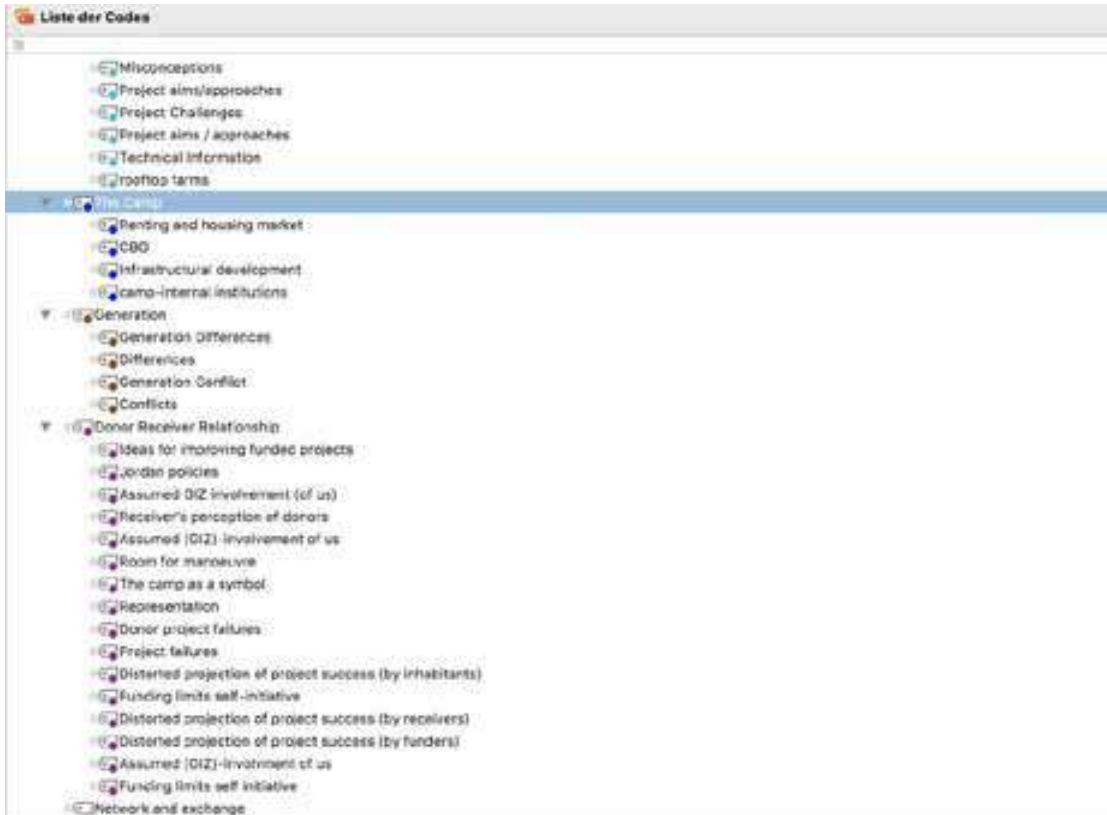 Liste der Codes
Misconceptions
Project aims/approaches
Project Challenges
Project aims / approaches
Technical Information
rooftop farms
The Camp
Renting and housing market
CBO
Infrastructural development
camp-internal institutions
Generation
Generation Differences
Differences
Generation Conflict
Conflicts
Donor Receiver Relationship
Ideas for improving funded projects
Jordan policies
Assumed GIZ involvement (of us)
Receiver's perception of donors
Assumed (GIZ)-involvement of us
Room for manoeuvre
The camp as a symbol
Representation
Donor project failures
Project failures
Distorted projection of project success (by inhabitants)
Funding limits self-initiative
Distorted projection of project success (by receivers)
Distorted projection of project success (by funders)
Assumed (GIZ)-involvment of us
Funding limits self initiative
Network and exchange